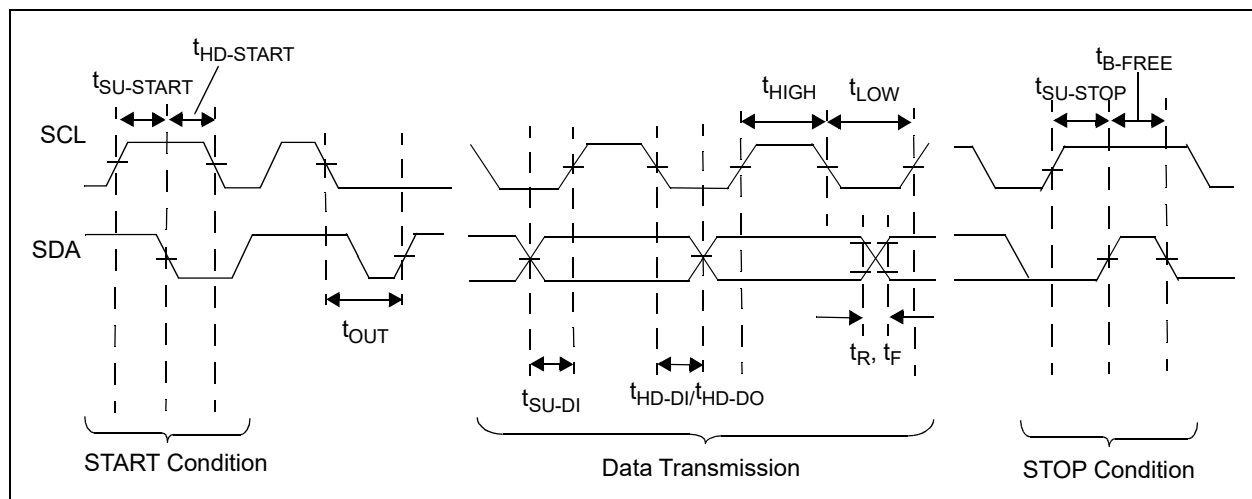 tHD-START
tSU-START
SCL
SDA
tOUT
START Condition
tHIGH
tLOW
tSU-DI
tHD-DI/tHD-DO
tR, tF
Data Transmission
tB-FREE
tSU-STOP
STOP Condition